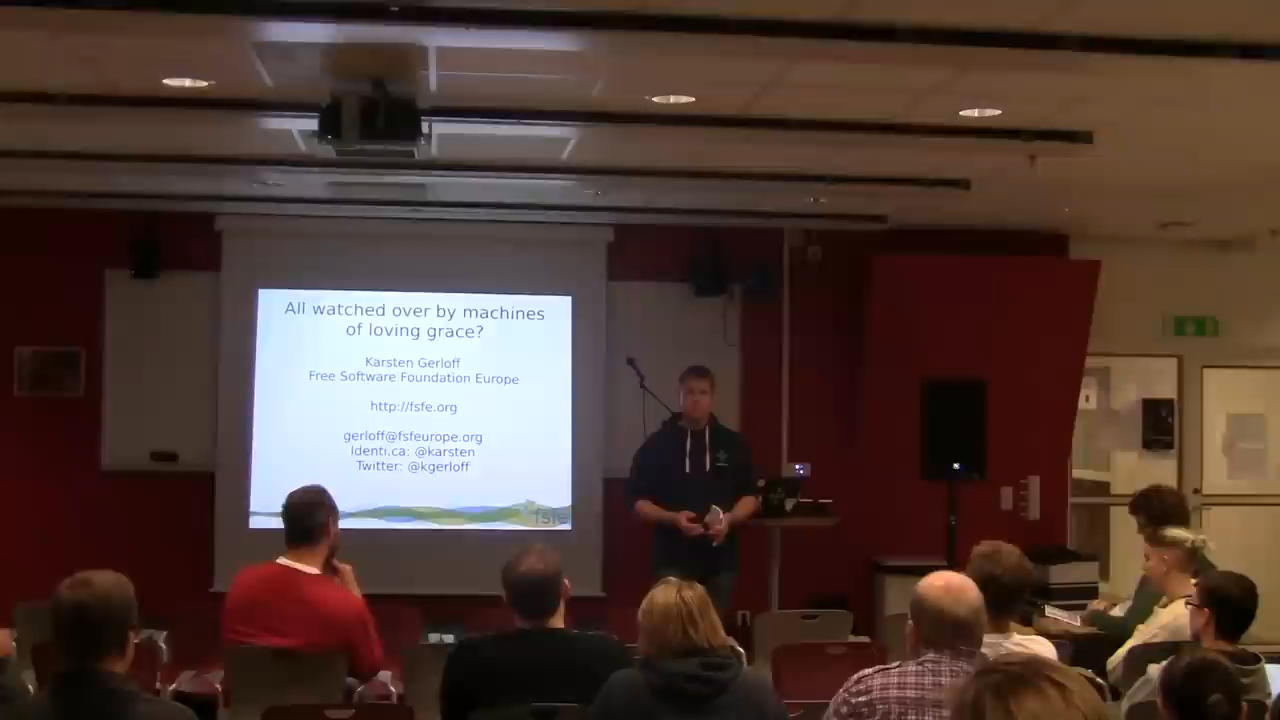 All watched over by machines
of loving grace?
Karsten Gerloff
Free Software Foundation Europe
http://fsfe.org
gerloff@fsfeurope.org
Identi.ca: @karsten
Twitter: @kgerloff
fsfe